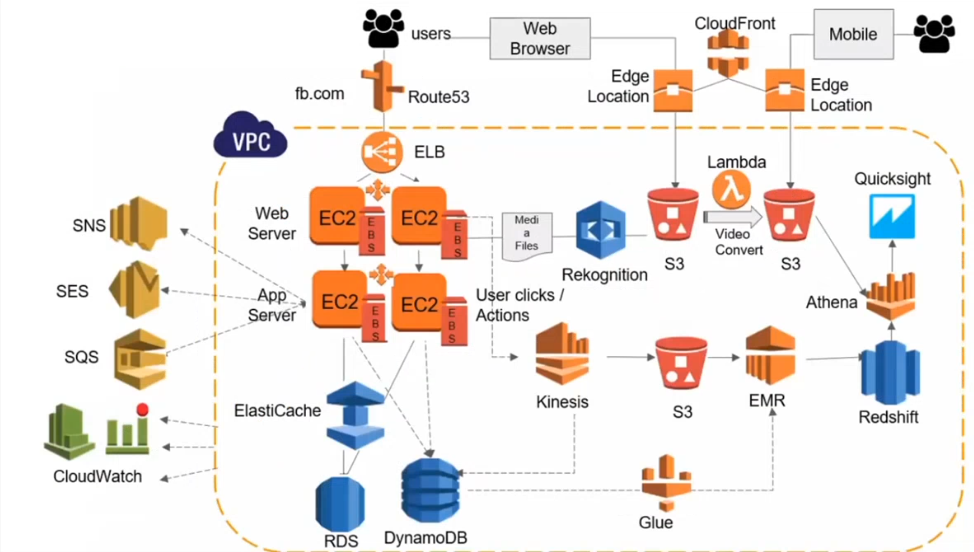 users
Web
Browser
CloudFront
Mobile
fb.com
Route53
Edge
Location
Edge
Location
VPC
ELB
Lambda
Quicksight
SNS
Web
Server
EC2
EBS
EC2
EBS
Medi
a
Files
Rekognition
S3
Video
Convert
S3
SES
App
Server
EC2
EBS
EC2
EBS
User clicks /
Actions
Athena
SQS
ElastiCache
Kinesis
S3
EMR
Redshift
CloudWatch
RDS
DynamoDB
Glue